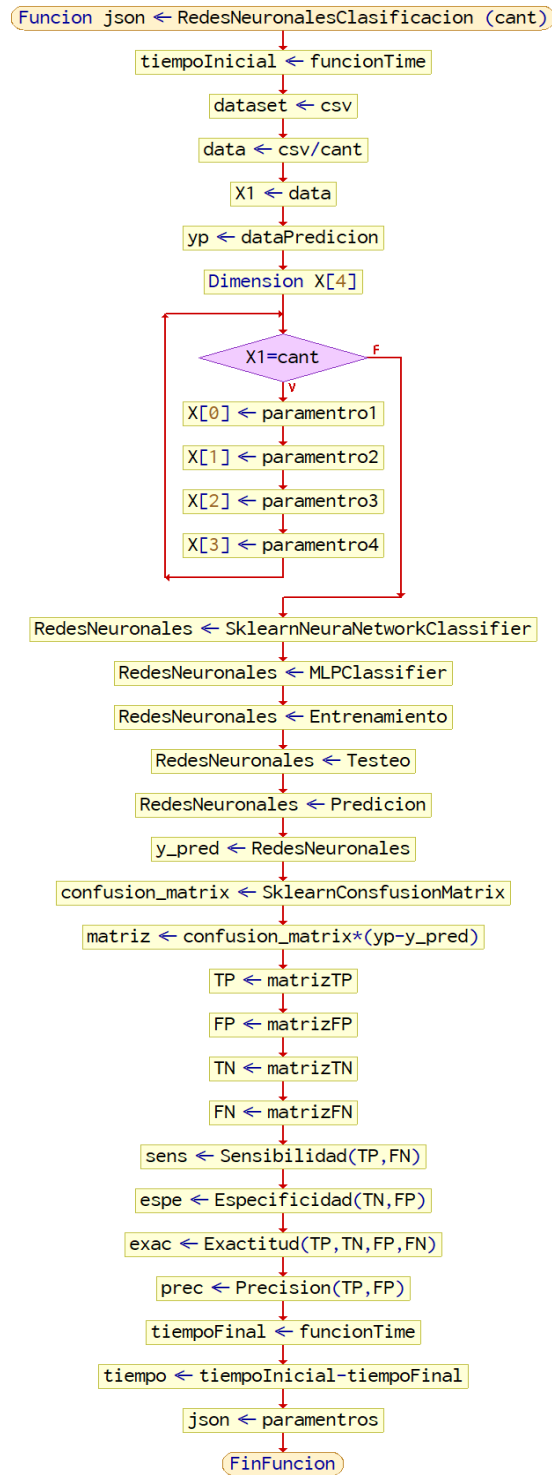 Funcion json ← RedesNeuronalesClasificacion (cant)
tiempoInicial ← funcionTime
dataset ← csv
data ← csv/cant
X1 ← data
yp ← dataPredicion
Dimension X[4]
X1=cant
F
V
X[0] ← paramentro1
X[1] ← paramentro2
X[2] ← paramentro3
X[3] ← paramentro4
RedesNeuronales ← SklearnNeuraNetworkClassifier
RedesNeuronales ← MLPClassifier
RedesNeuronales ← Entrenamiento
RedesNeuronales ← Testeo
RedesNeuronales ← Predicion
y_pred ← RedesNeuronales
confusion_matrix ← SklearnConsfusionMatrix
matriz ← confusion_matrix*(yp-y_pred)
TP ← matrizTP
FP ← matrizFP
TN ← matrizTN
FN ← matrizFN
sens ← Sensibilidad(TP,FN)
espe ← Especificidad(TN,FP)
exac ← Exactitud(TP,TN,FP,FN)
prec ← Precision(TP,FP)
tiempoFinal ← funcionTime
tiempo ← tiempoInicial-tiempoFinal
json ← paramentros
FinFuncion